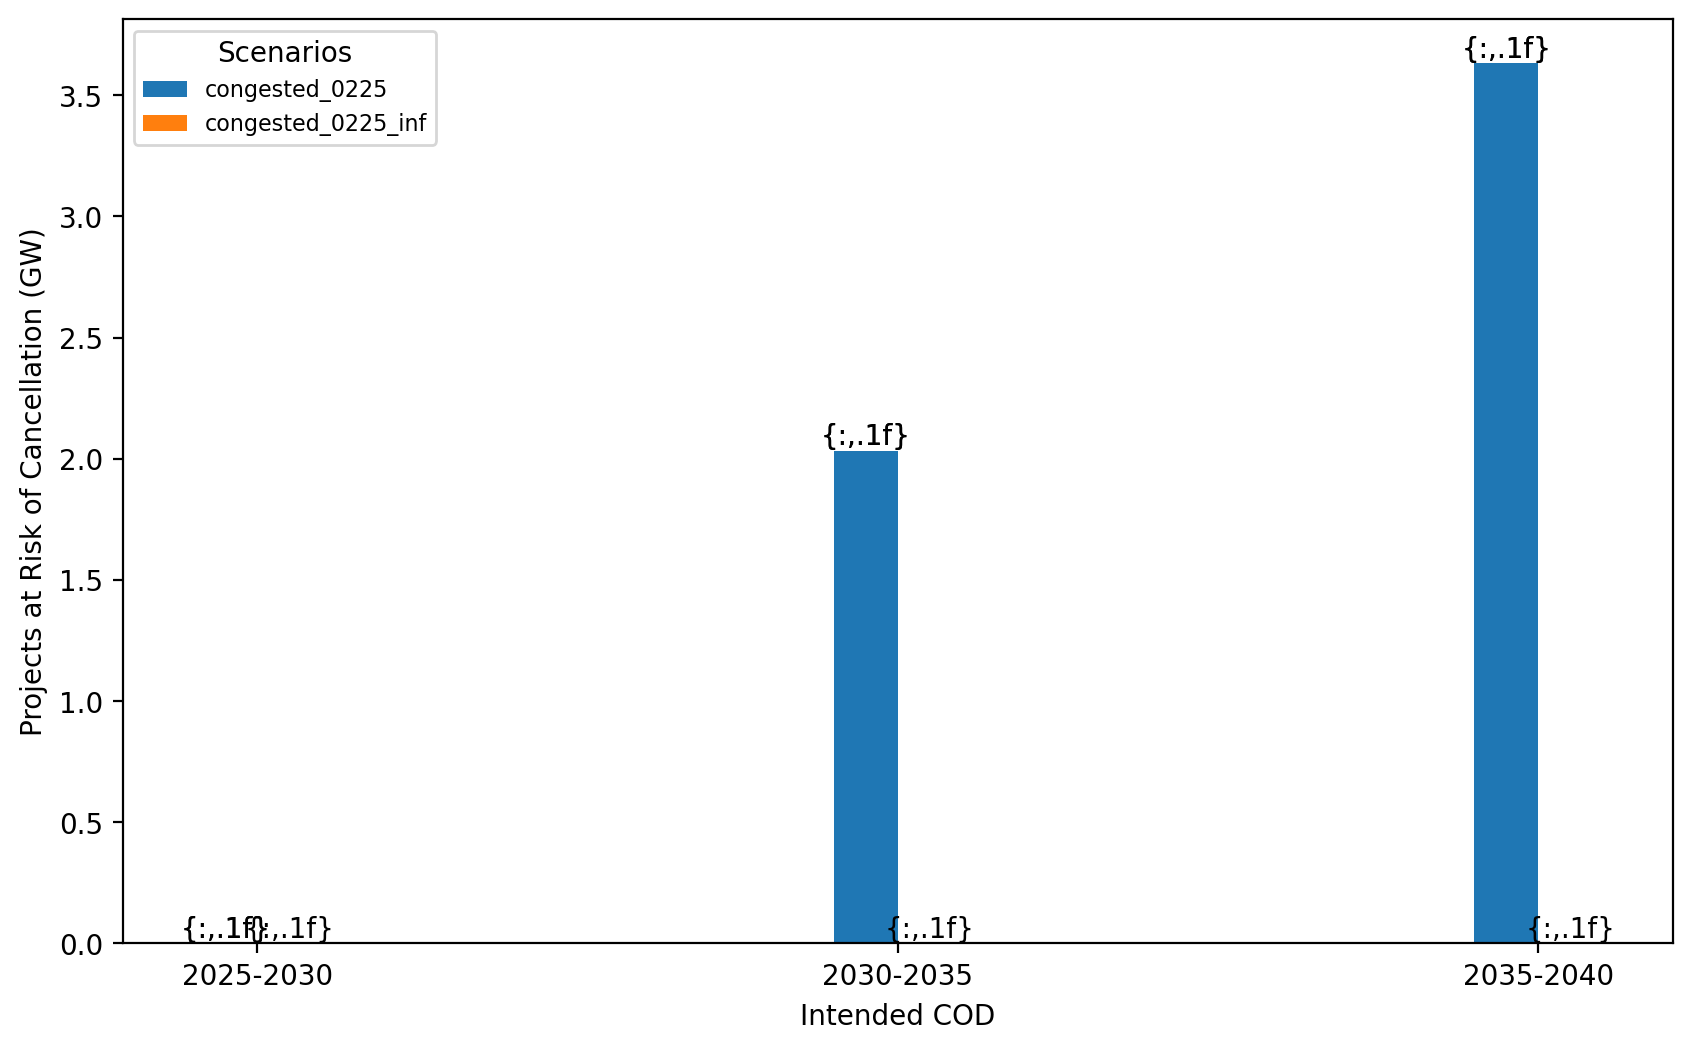 Scenarios
congested_0225
congested_0225_inf
Projects at Risk of Cancellation (GW)
3.5
3.0
2.5
2.0
1.5
1.0
0.5
0.0
{:,.1f}
{:,.1f}
{:,.1f}
{:,.1f}
{:,.1f}
{:,.1f}
2025-2030
2030-2035
2035-2040
Intended COD